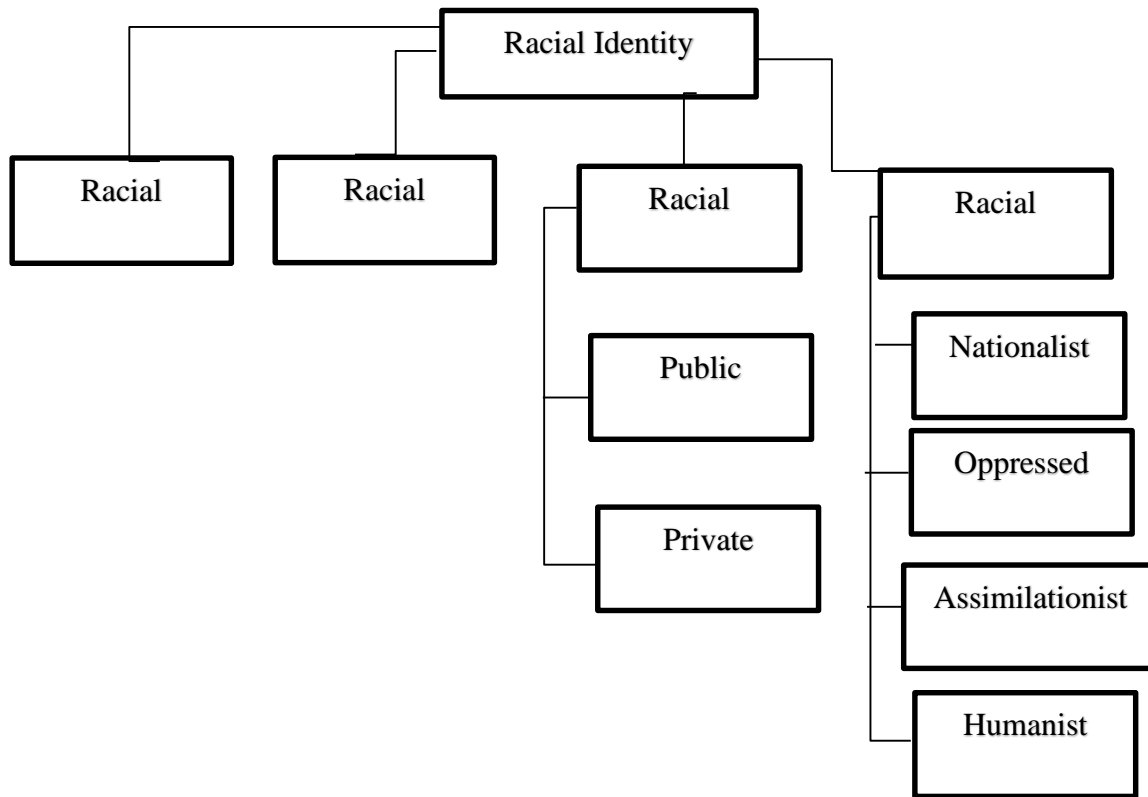 Racial Identity
Racial
Racial
Racial
Racial
Public
Private
Nationalist
Oppressed
Assimilationist
Humanist